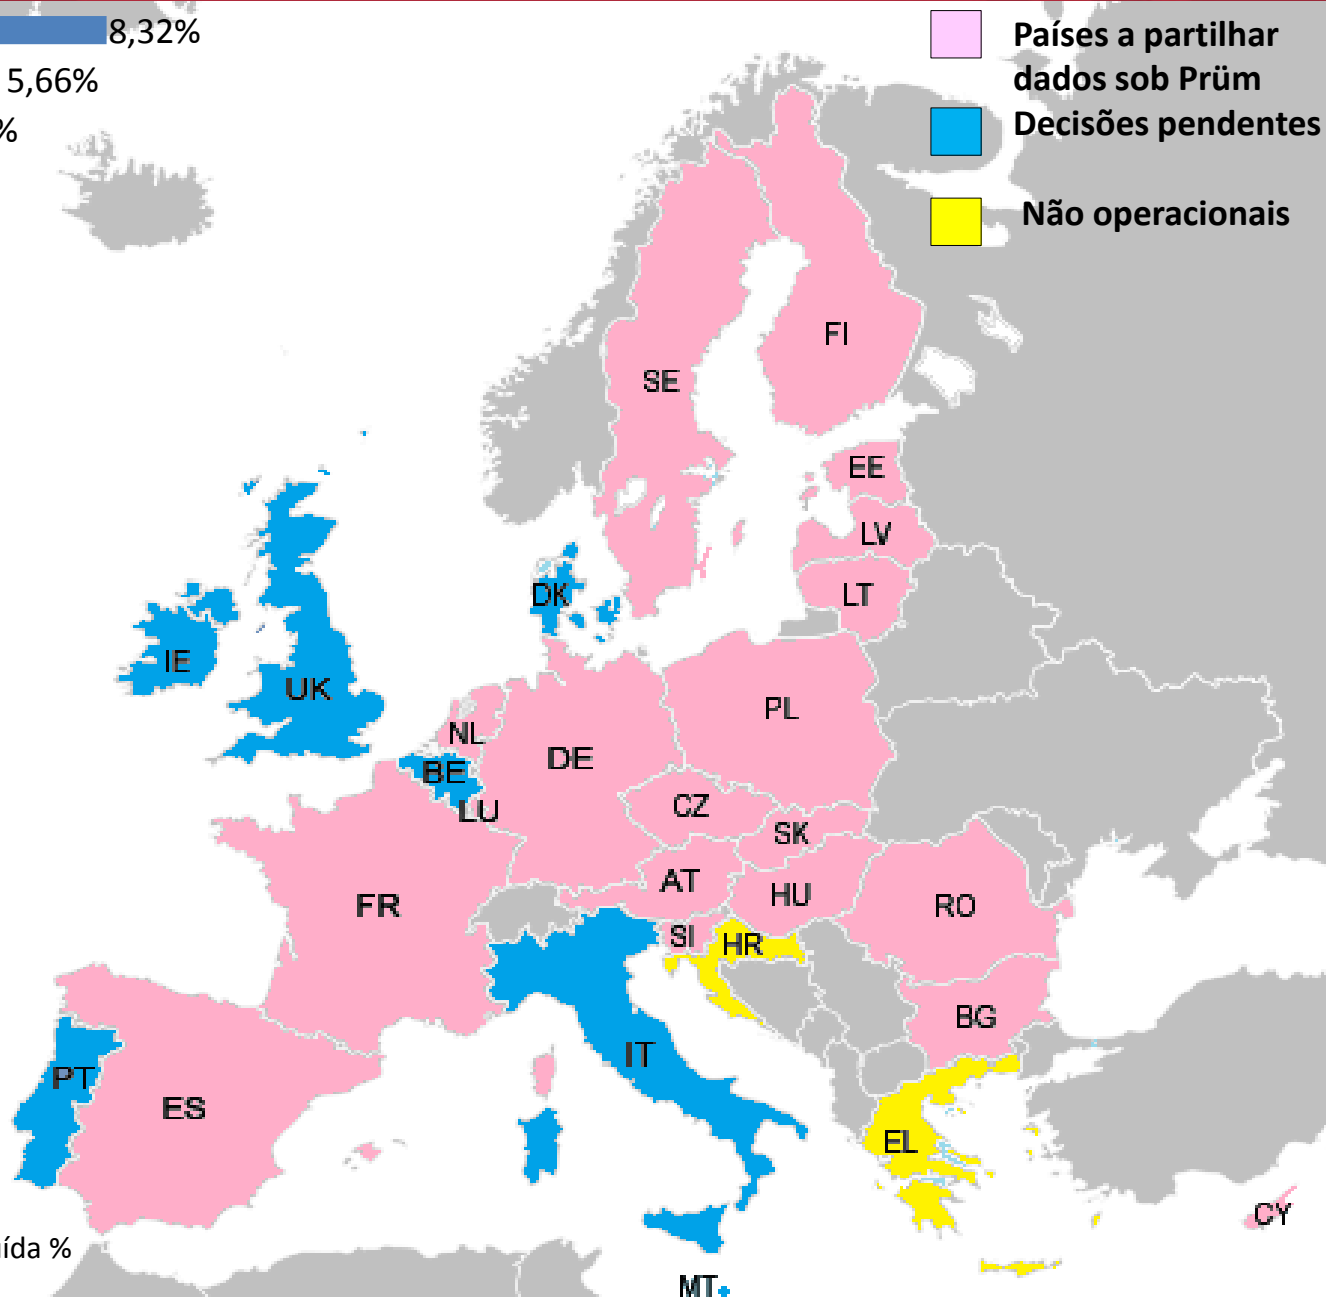 8,32%
5,66%
%
Países a partilhar
dados sob Prüm
Decisões pendentes
Não operacionais
FI
SE
EE
LV
LT
DK
IE
UK
PL
NL
DE
BE
CZ
LU
SK
AT
HU
FR
RO
SI
HR
BG
IT
PT
ES
EL
CY
ída %
MT